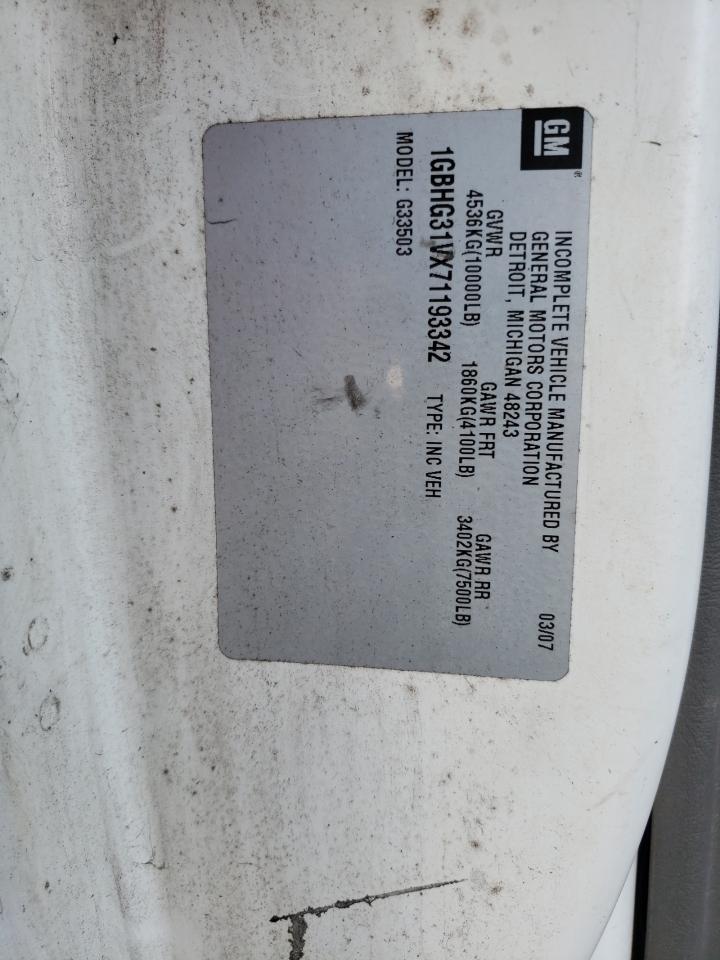 GM
INCOMPLETE VEHICLE MANUFACTURED BY 03/07
GENERAL MOTORS CORPORATION
DETROIT, MICHIGAN 48243
GVWR GAWR FRT GAWR RR
4536KG(10000LB) 1860KG(4100LB) 3402KG(7500LB)
1GBHG31VX71193342 TYPE: INC VEH
MODEL: G33503